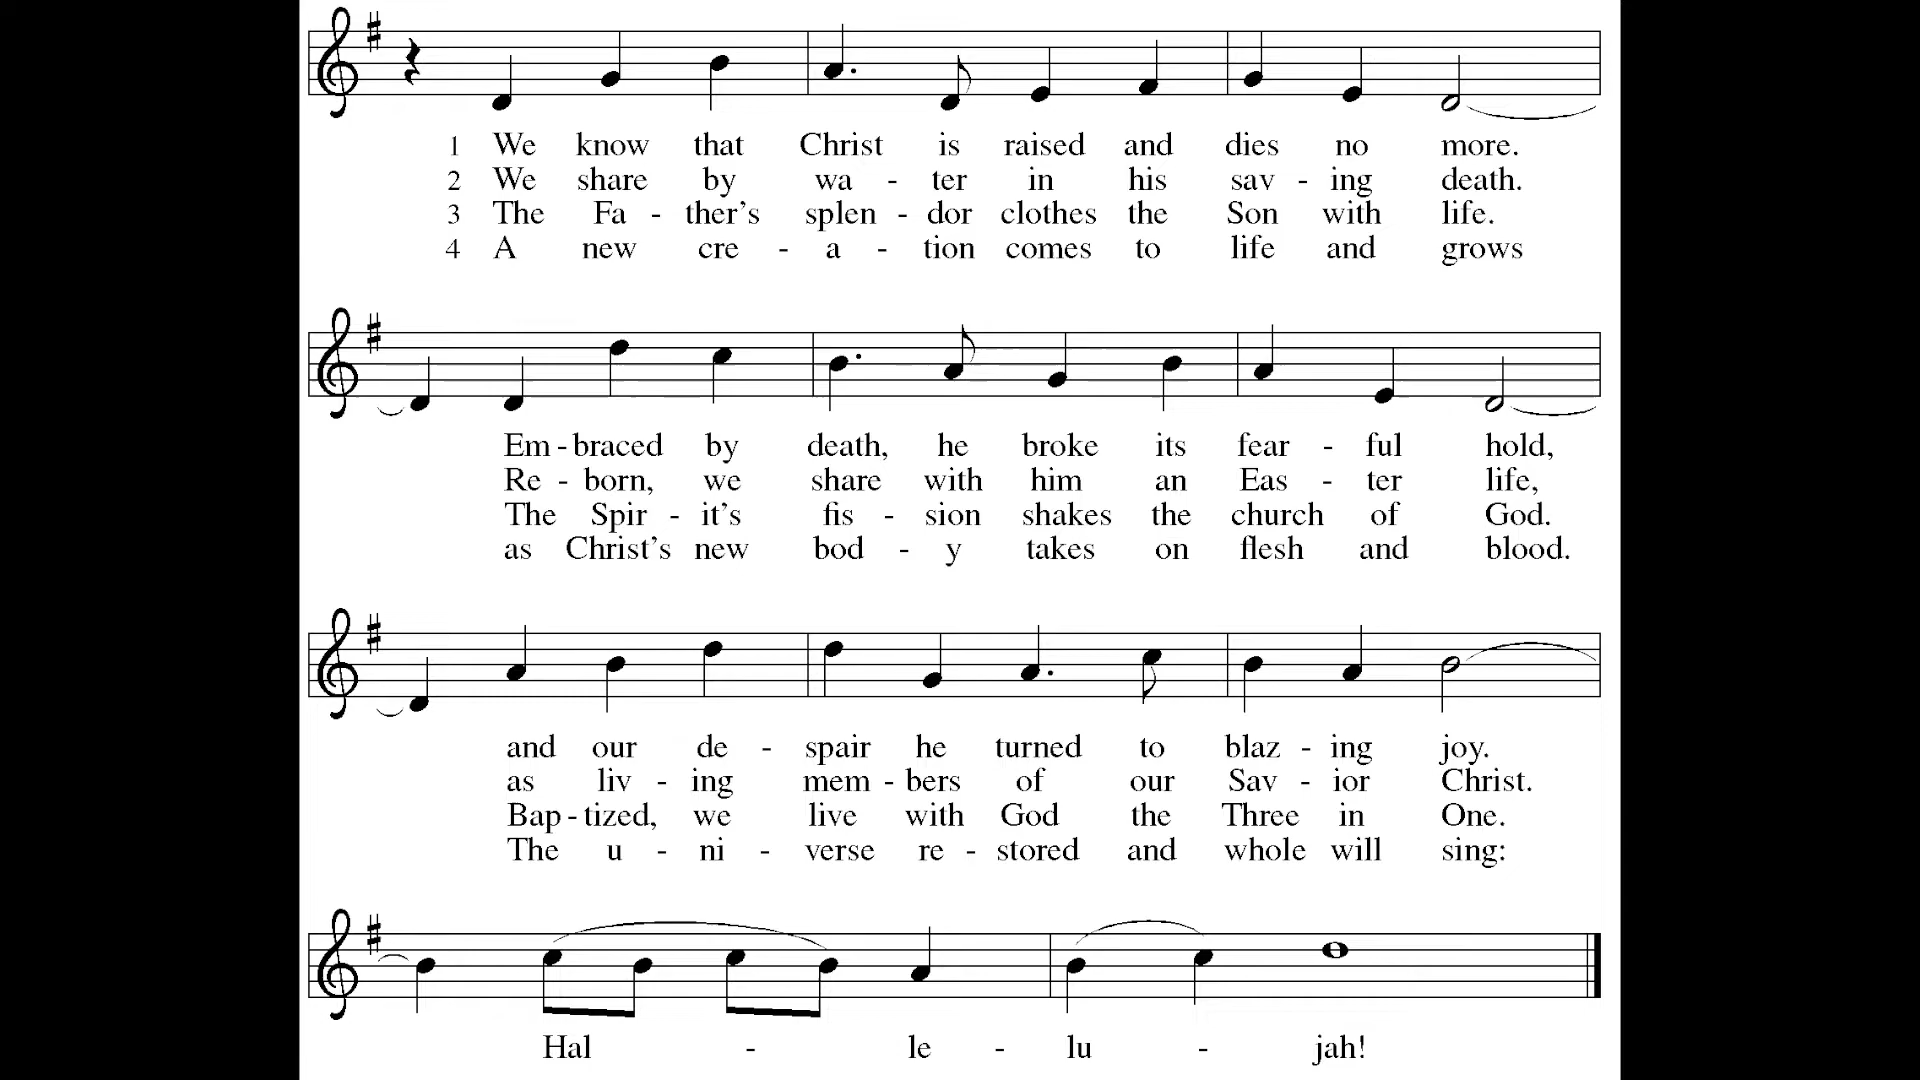 1 We know that Christ is raised and dies no more.
2 We share by wa - ter in his sav - ing death.
3 The Fa - ther's splen - dor clothes the Son with life.
4 A new cre - a - tion comes to life and grows
Em - braced by death, he broke its fear - ful hold,
Re - born, we share with him an Eas - ter life,
The Spir - it's fis - sion shakes the church of God.
as Christ's new bod - y takes on flesh and blood.
and our de - spair he turned to blaz - ing joy.
as liv - ing mem - bers of our Sav - ior Christ.
Bap - tized, we live with God the Three in One.
The u - ni - verse re - stored and whole will sing:
Hal - le - lu - jah!